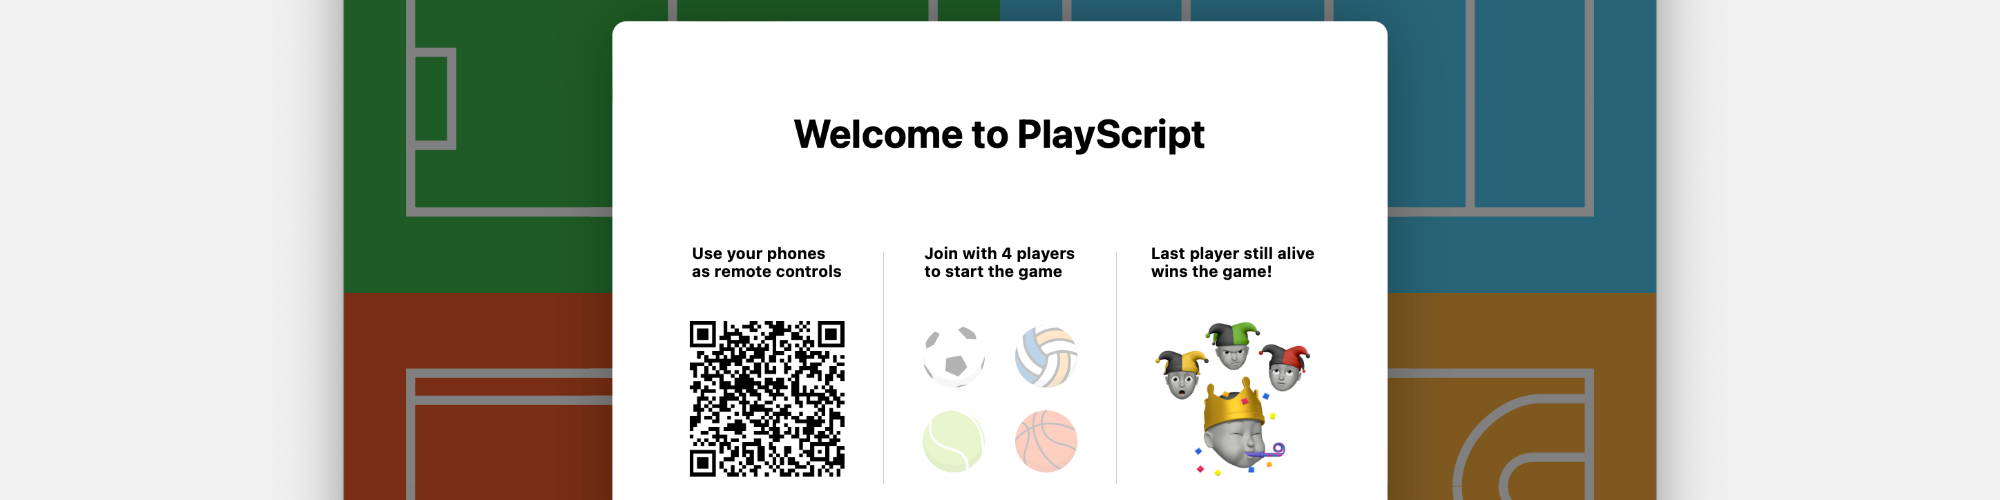 Welcome to PlayScript
Use your phones
as remote controls
Join with 4 players
to start the game
Last player still alive
wins the game!